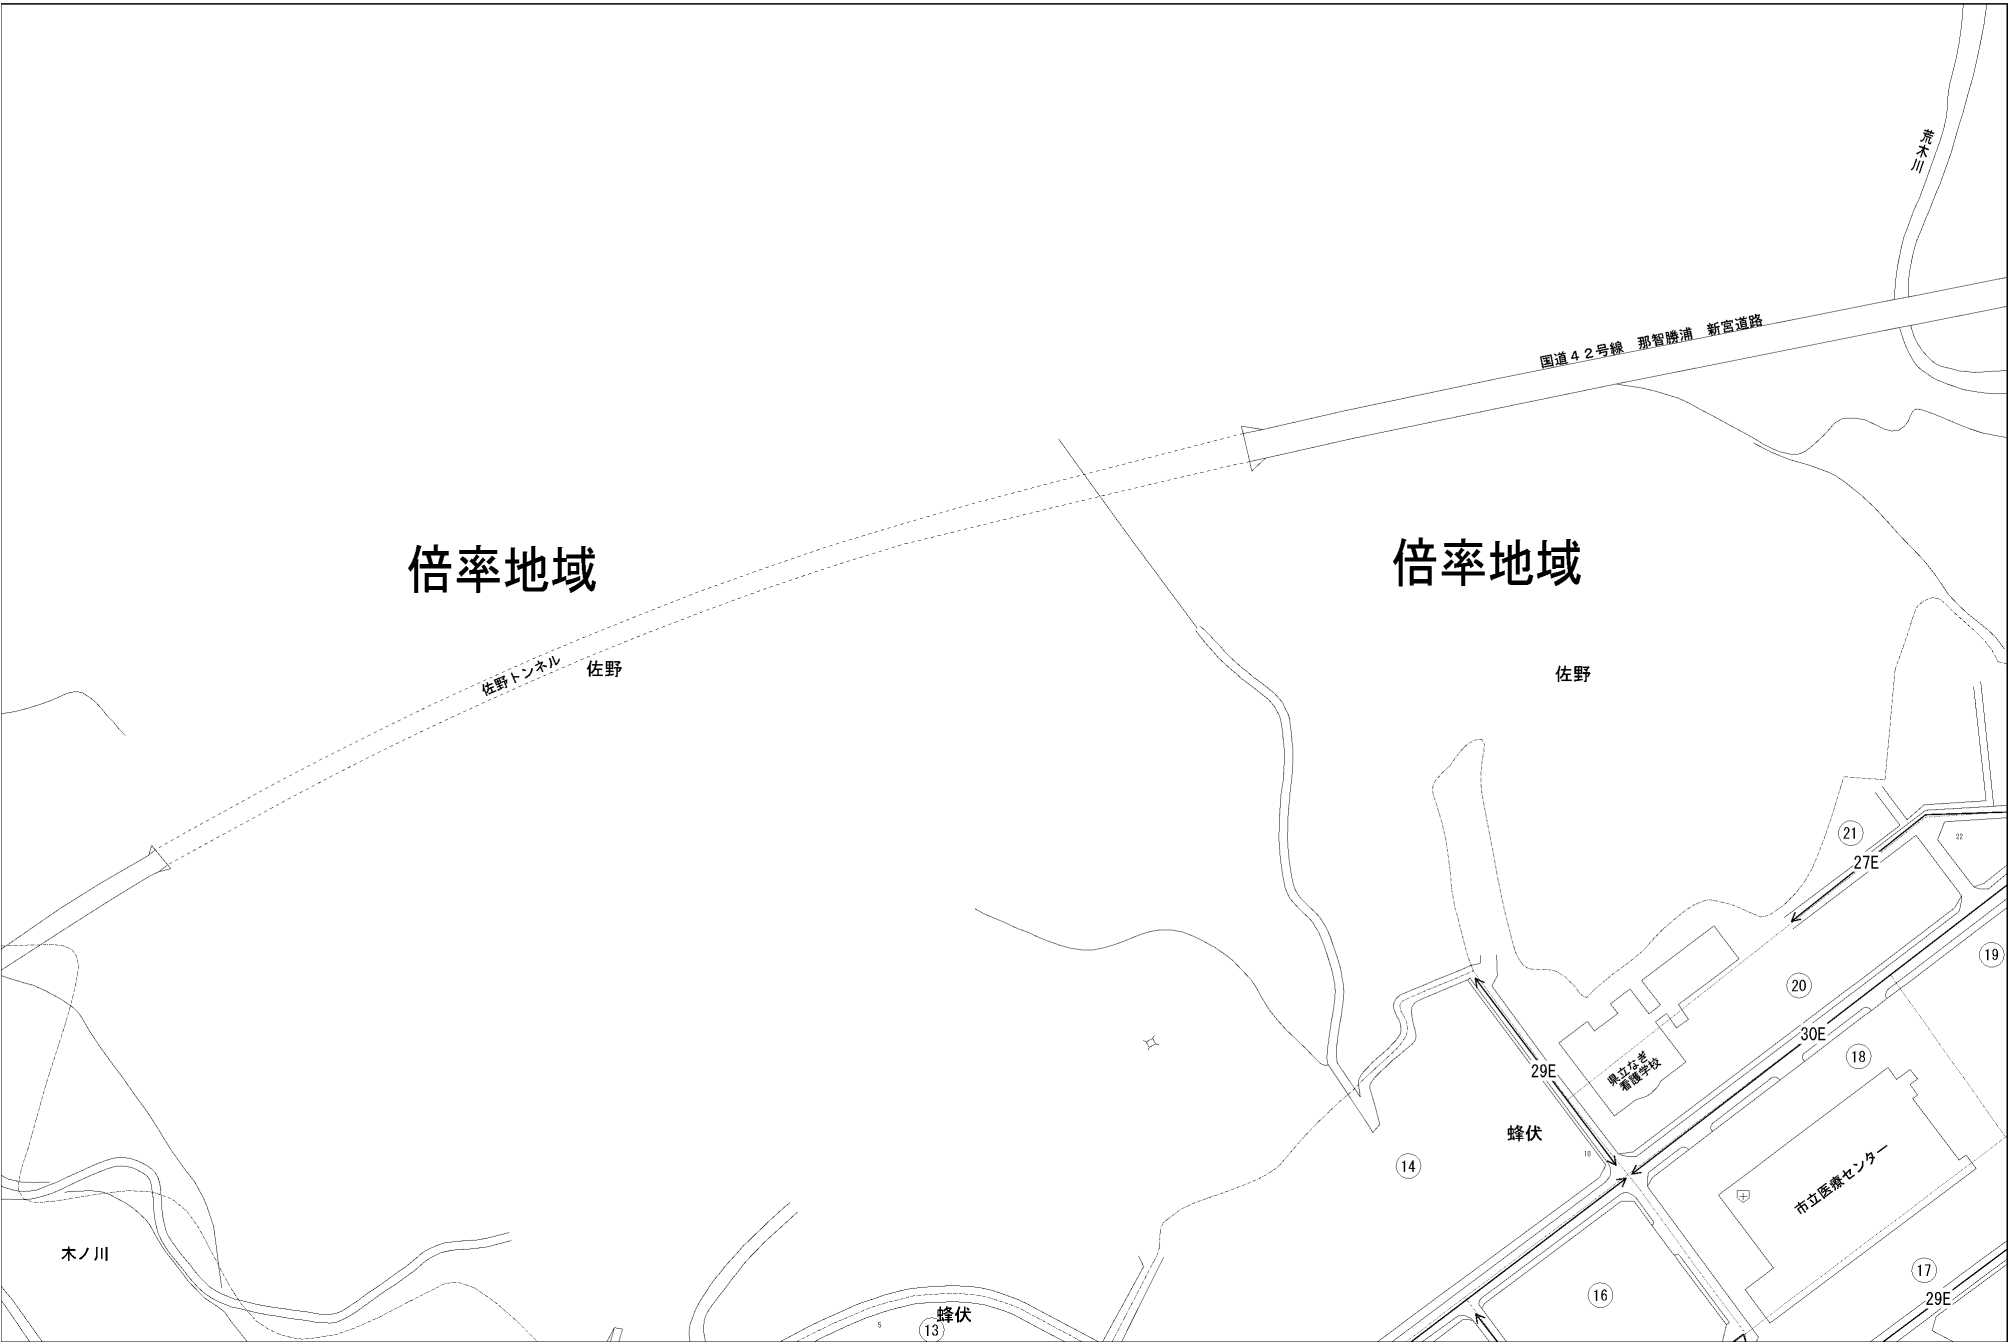 荒木川
国道４２号線　那智勝浦　新宮道路
倍率地域
倍率地域
佐野トンネル
佐野
佐野
21
22
27E
19
20
30E
18
29E
県立なぎ
看護学校
蜂伏
10
14
市立医療センター
木ノ川
17
16
29E
蜂伏
5
13